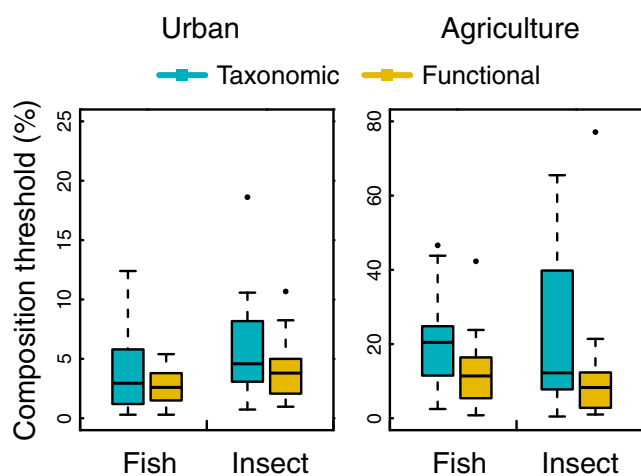 Urban Agriculture
Taxonomic Functional
Composition threshold (%)
25
20
15
10
5
0
80
60
40
20
0
Fish Insect Fish Insect